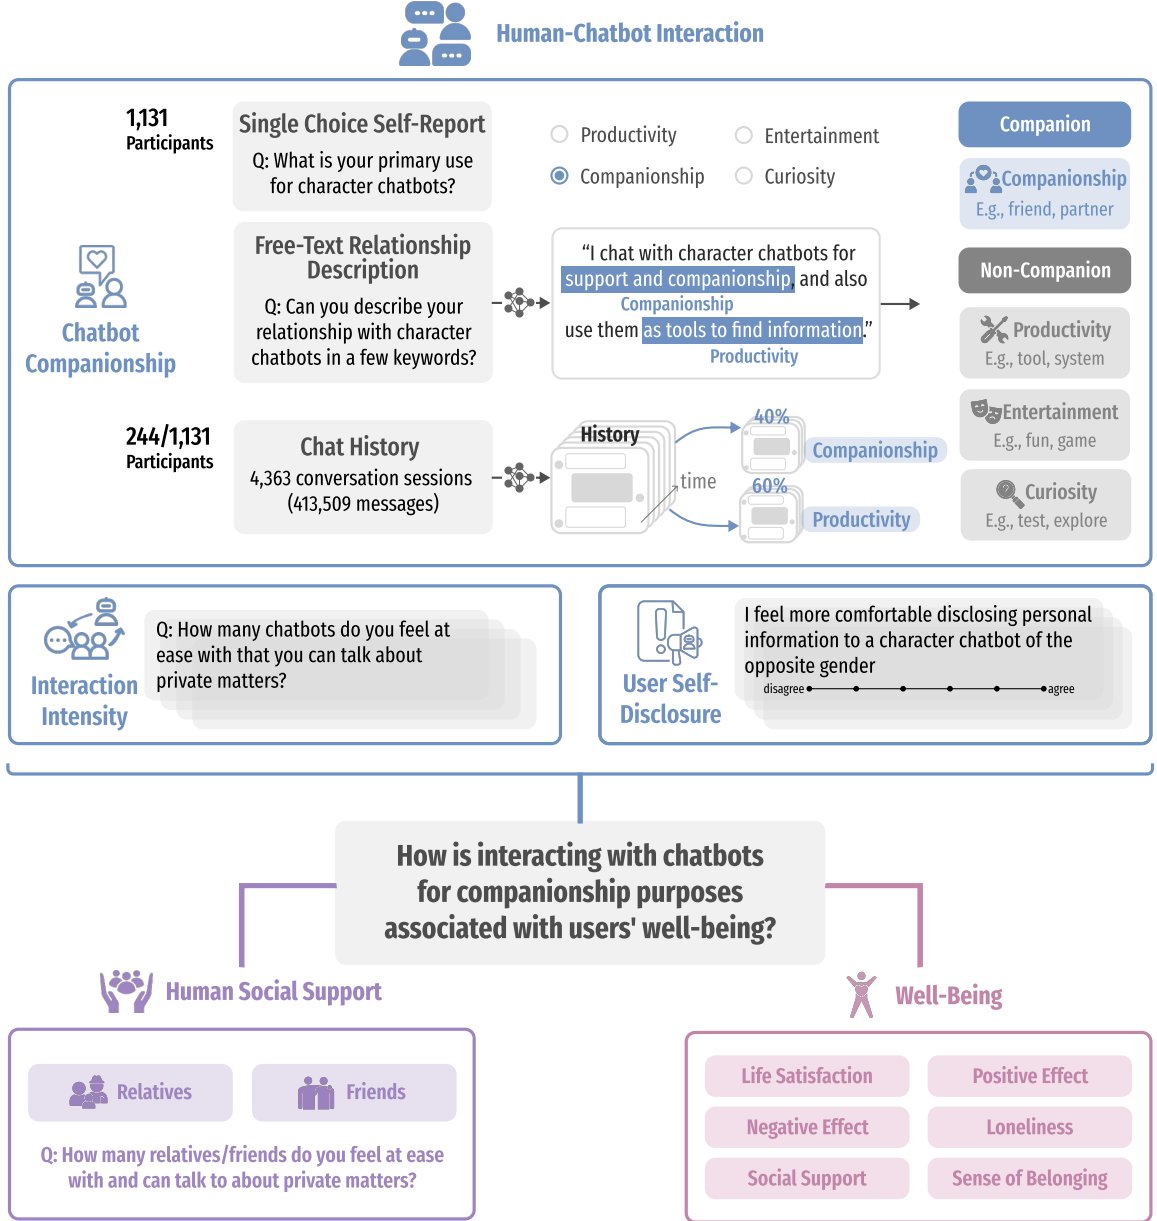 Human-Chatbot Interaction
1,131
Participants
Single Choice Self-Report
Q: What is your primary use
for character chatbots?
Productivity
Entertainment
Companionship
Curiosity
Companion
Companionship
E.g., friend, partner
Chatbot
Companionship
Free-Text Relationship
Description
Q: Can you describe your
relationship with character
chatbots in a few keywords?
“I chat with character chatbots for
support and companionship, and also
Companionship
use them as tools to find information.”
Productivity
Non-Companion
Productivity
E.g., tool, system
Entertainment
E.g., fun, game
Curiosity
E.g., test, explore
244/1,131
Participants
Chat History
4,363 conversation sessions
(413,509 messages)
History
time
40%
Companionship
60%
Productivity
Interaction
Intensity
Q: How many chatbots do you feel at
ease with that you can talk about
private matters?
User Self-
Disclosure
I feel more comfortable disclosing personal
information to a character chatbot of the
opposite gender
disagree
agree
How is interacting with chatbots
for companionship purposes
associated with users' well-being?
Human Social Support
Relatives
Friends
Q: How many relatives/friends do you feel at ease
with and can talk to about private matters?
Well-Being
Life Satisfaction
Positive Effect
Negative Effect
Loneliness
Social Support
Sense of Belonging